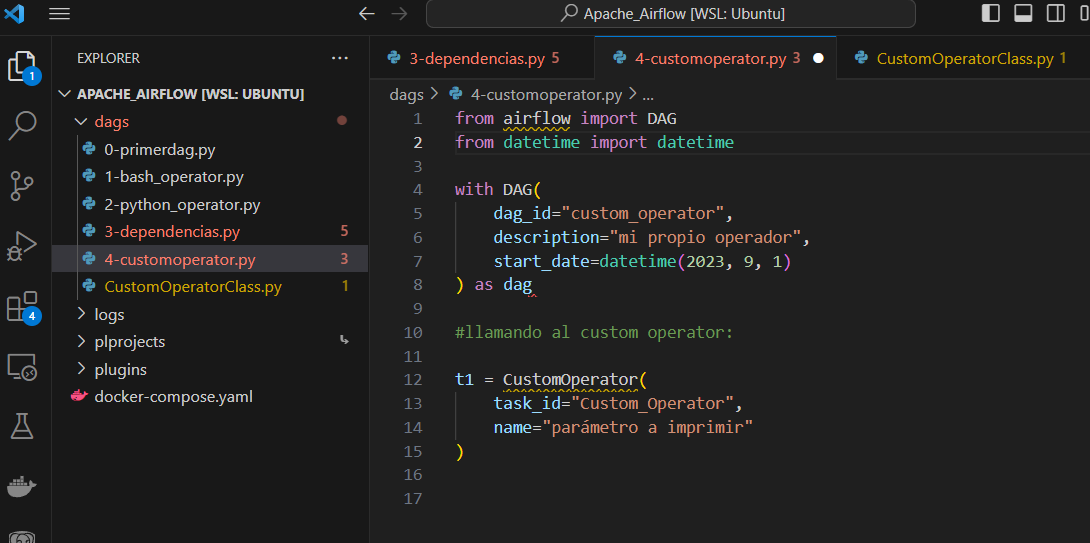 Apache_Airflow [WSL: Ubuntu]
EXPLORER
···
3-dependencias.py 5
4-customoperator.py 3
CustomOperatorClass.py 1
1
APACHE_AIRFLOW [WSL: UBUNTU]
dags
0-primerdag.py
1-bash_operator.py
2-python_operator.py
3-dependencias.py 5
4-customoperator.py 3
CustomOperatorClass.py 1
logs
plprojects
plugins
docker-compose.yaml
4
dags > 4-customoperator.py > ...
1 from airflow import DAG
2 from datetime import datetime
3
4 with DAG(
5 dag_id="custom_operator",
6 description="mi propio operador",
7 start_date=datetime(2023, 9, 1)
8 ) as dag
9
10 #llamando al custom operator:
11
12 t1 = CustomOperator(
13 task_id="Custom_Operator",
14 name="parámetro a imprimir"
15 )
16
17